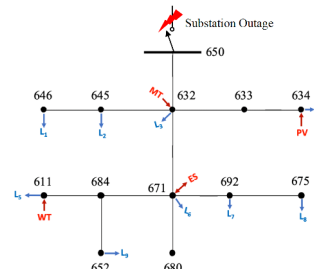 Substation Outage
650
646 645 MT 632 633 634
L₁ L₂ L₃ PV
611 684 671 ES 692 675
L₅ WT L₆ L₇ L₈
L₉
652 680